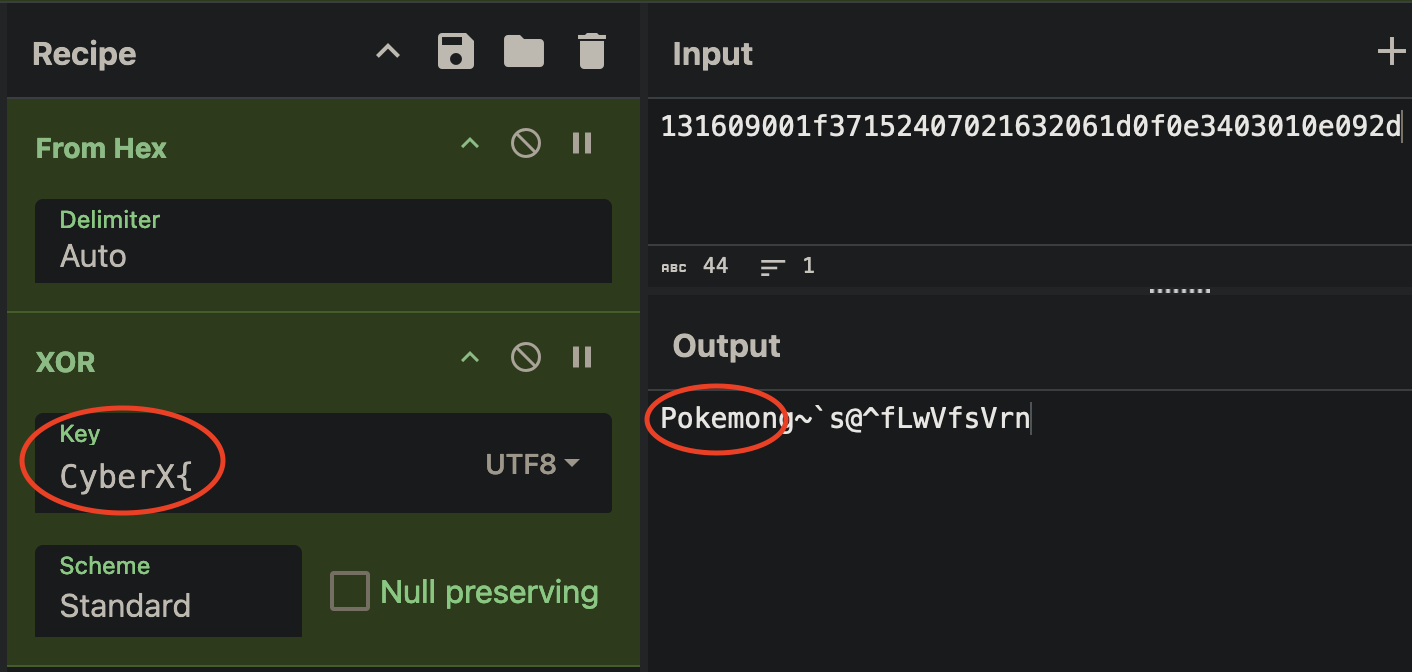 Recipe
From Hex
Delimiter
Auto
XOR
Key
CyberX{ UTF8
Scheme
Standard
Null preserving
Input
131609001f37152407021632061d0f0e3403010e092d
ABC 44 1
Output
Pokemong~`s@^fLwVfsVrn